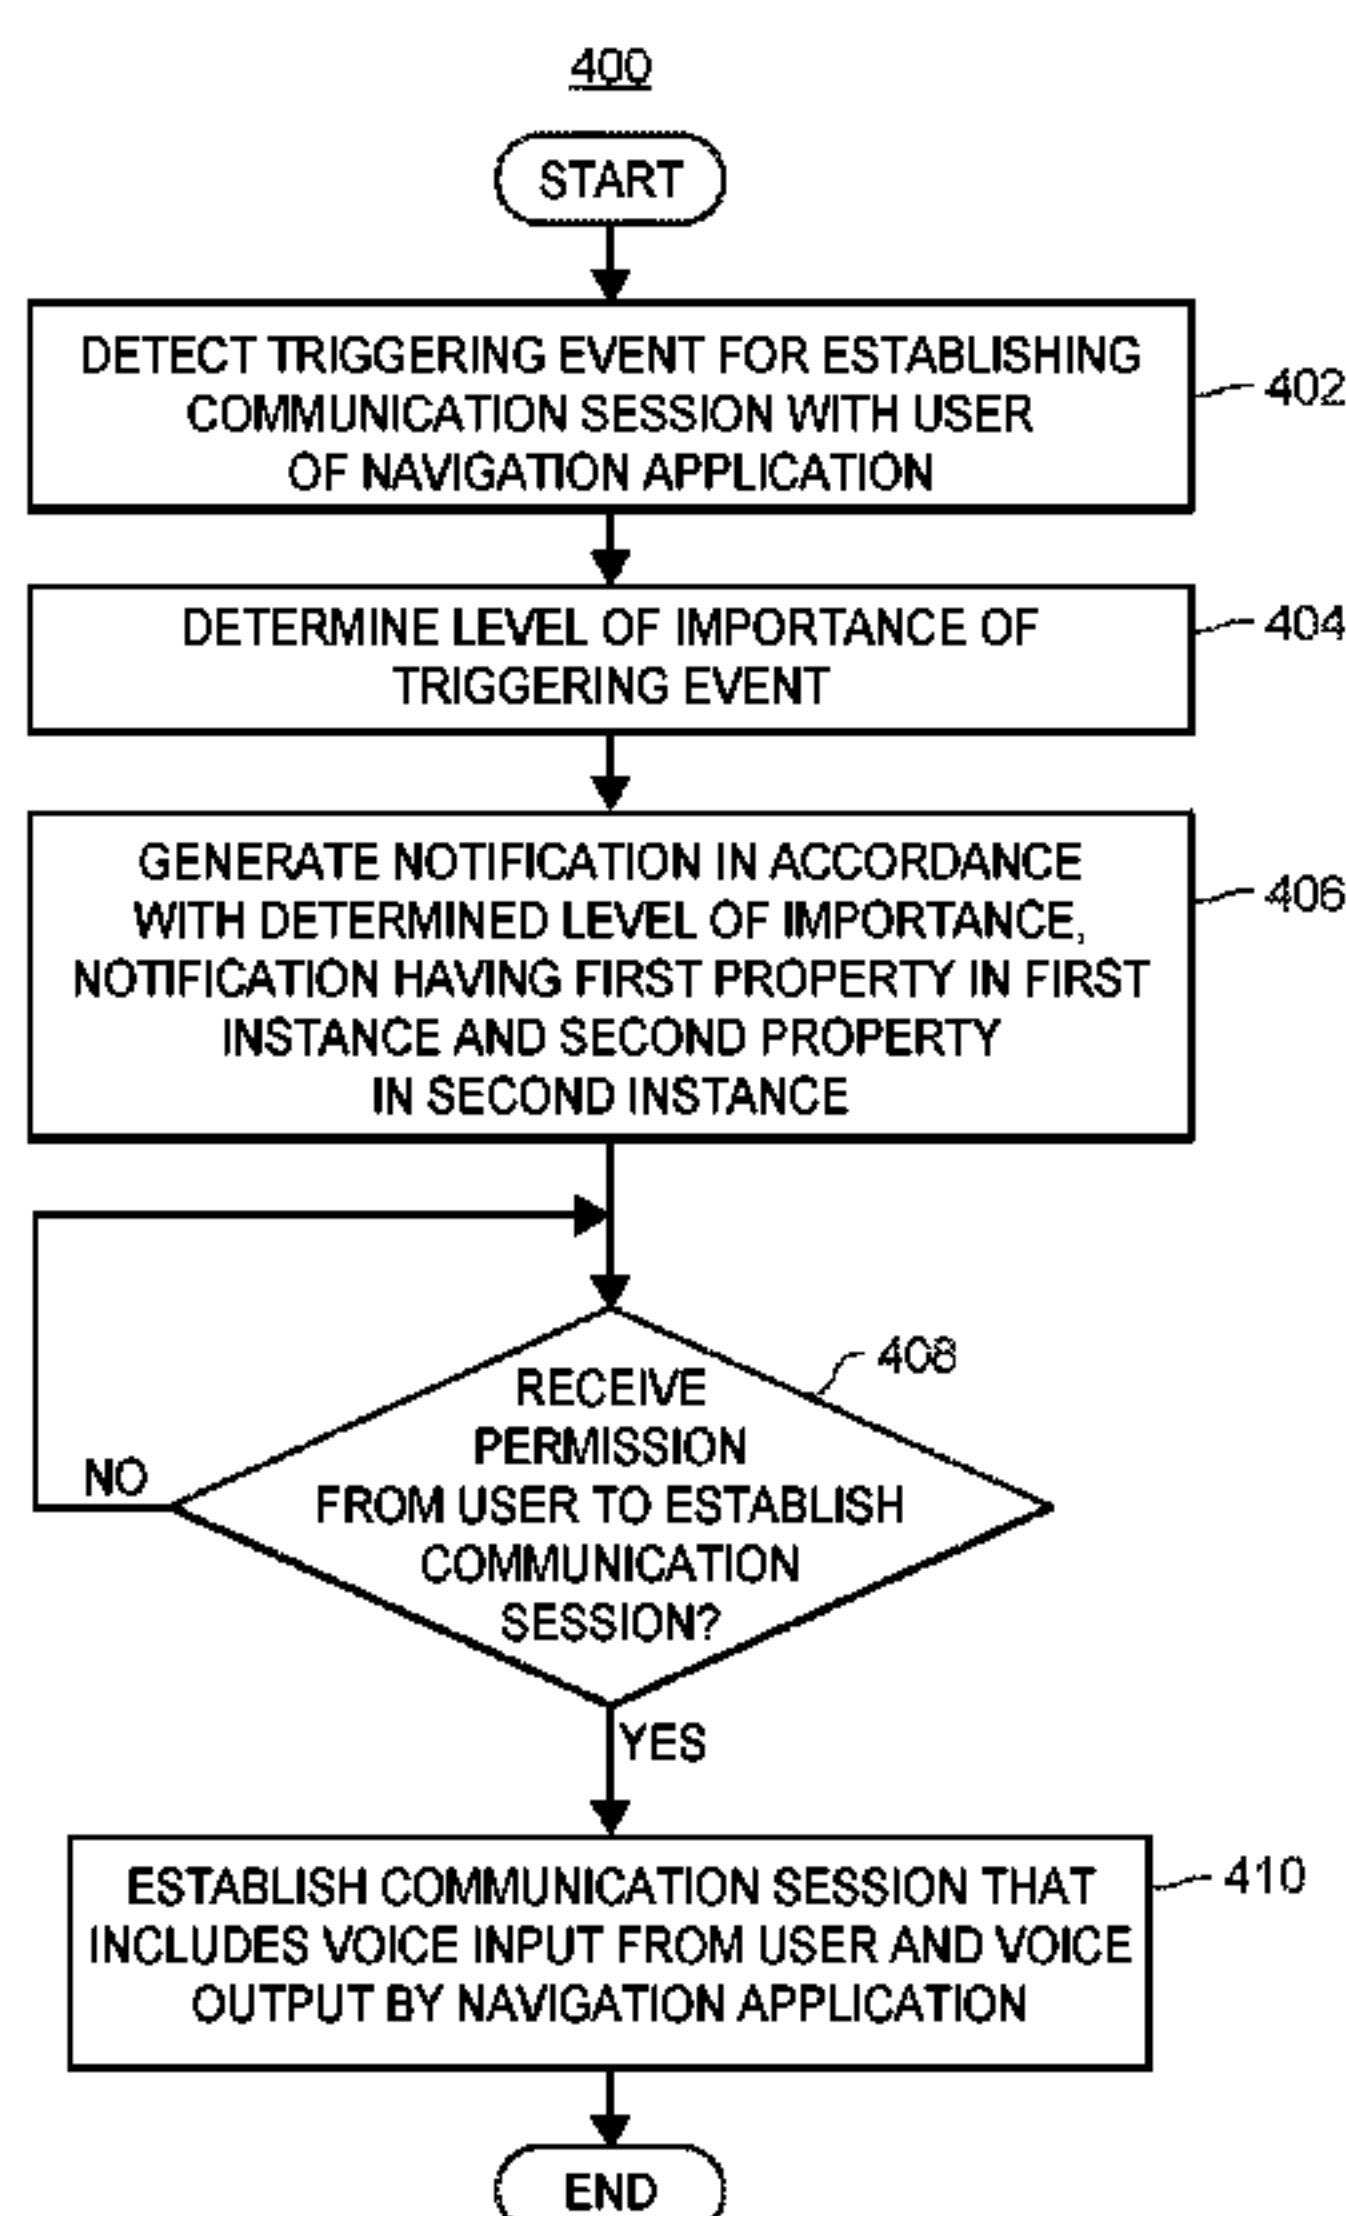 400
START
DETECT TRIGGERING EVENT FOR ESTABLISHING
COMMUNICATION SESSION WITH USER
OF NAVIGATION APPLICATION
402
DETERMINE LEVEL OF IMPORTANCE OF
TRIGGERING EVENT
404
GENERATE NOTIFICATION IN ACCORDANCE
WITH DETERMINED LEVEL OF IMPORTANCE,
NOTIFICATION HAVING FIRST PROPERTY IN FIRST
INSTANCE AND SECOND PROPERTY
IN SECOND INSTANCE
406
RECEIVE
PERMISSION
FROM USER TO ESTABLISH
COMMUNICATION
SESSION?
408
NO
YES
ESTABLISH COMMUNICATION SESSION THAT
INCLUDES VOICE INPUT FROM USER AND VOICE
OUTPUT BY NAVIGATION APPLICATION
410
END